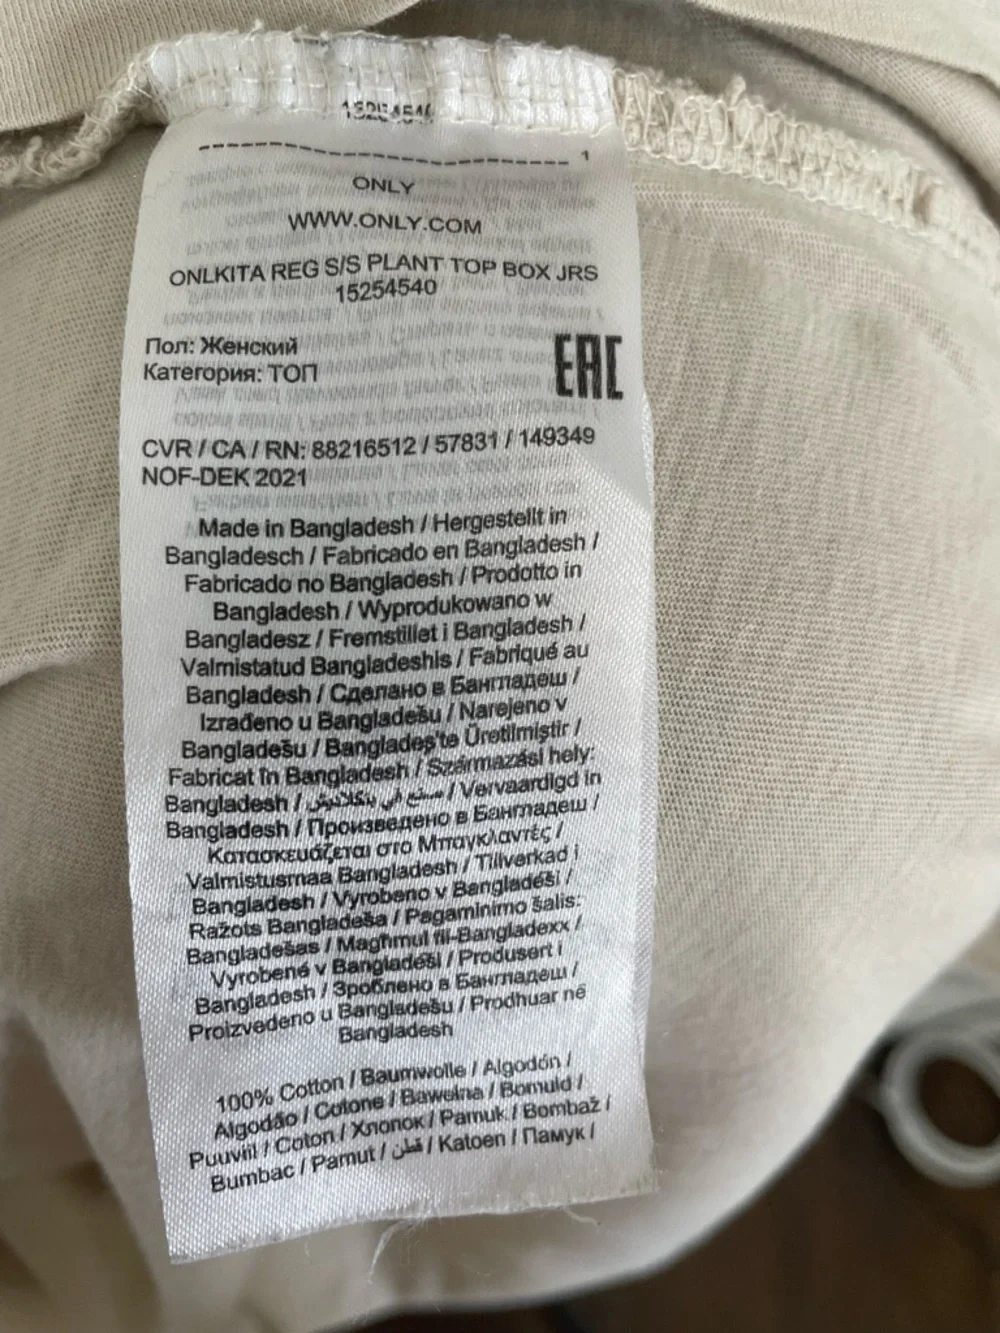 1
ONLY
WWW.ONLY.COM
ONLKITA REG S/S PLANT TOP BOX JRS
15254540
Пол: Женский
Категория: ТОП
EAC
CVR / CA / RN: 88216512 / 57831 / 149349
NOF-DEK 2021
Made in Bangladesh / Hergestellt in
Bangladesch / Fabricado en Bangladesh /
Fabricado no Bangladesh / Prodotto in
Bangladesh / Wyprodukowano w
Bangladesz / Fremstillet i Bangladesh /
Valmistatud Bangladeshis / Fabriqué au
Bangladesh / Сделано в Бангладеш /
Izrađeno u Bangladešu / Narejeno v
Bangladešu / Bangladeş'te Üretilmiştir /
Fabricat în Bangladesh / Származási hely:
Bangladesh / صنع في بنگلاديش / Vervaardigd in
Bangladesh / Произведено в Бангладеш /
Κατασκευάζεται στο Μπαγκλαντές /
Valmistusmaa Bangladesh / Tillverkad i
Bangladesh / Vyrobeno v Bangladéši /
Ražots Bangladeša / Pagaminimo šalis:
Bangladešas / Magħmul fil-Bangladexx /
Vyrobené v Bangladéši / Produsert i
Bangladesh / Зроблено в Бангладеш /
Proizvedeno u Bangladešu / Prodhuar në
Bangladesh
100% Cotton / Baumwolle / Algodón /
Algodão / Cotone / Bawełna / Bomuld /
Puuvill / Coton / Хлопок / Pamuk / Bombaž /
Bumbac / Pamut / قطن / Katoen / Памук /